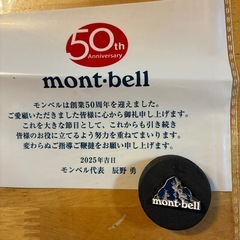 50th
Anniversary
mont-bell
モンベルは創業50周年を迎えました。
ご愛顧いただきました皆様に心から御礼申し上げます。
これを大きな節目として、これからも引き続き
皆様のお役に立てるよう努力を重ねてまいります。
変わらぬご指導ご鞭撻をお願い申し上げます。
2025年吉日
モンベル代表 辰野 勇
mont-bell